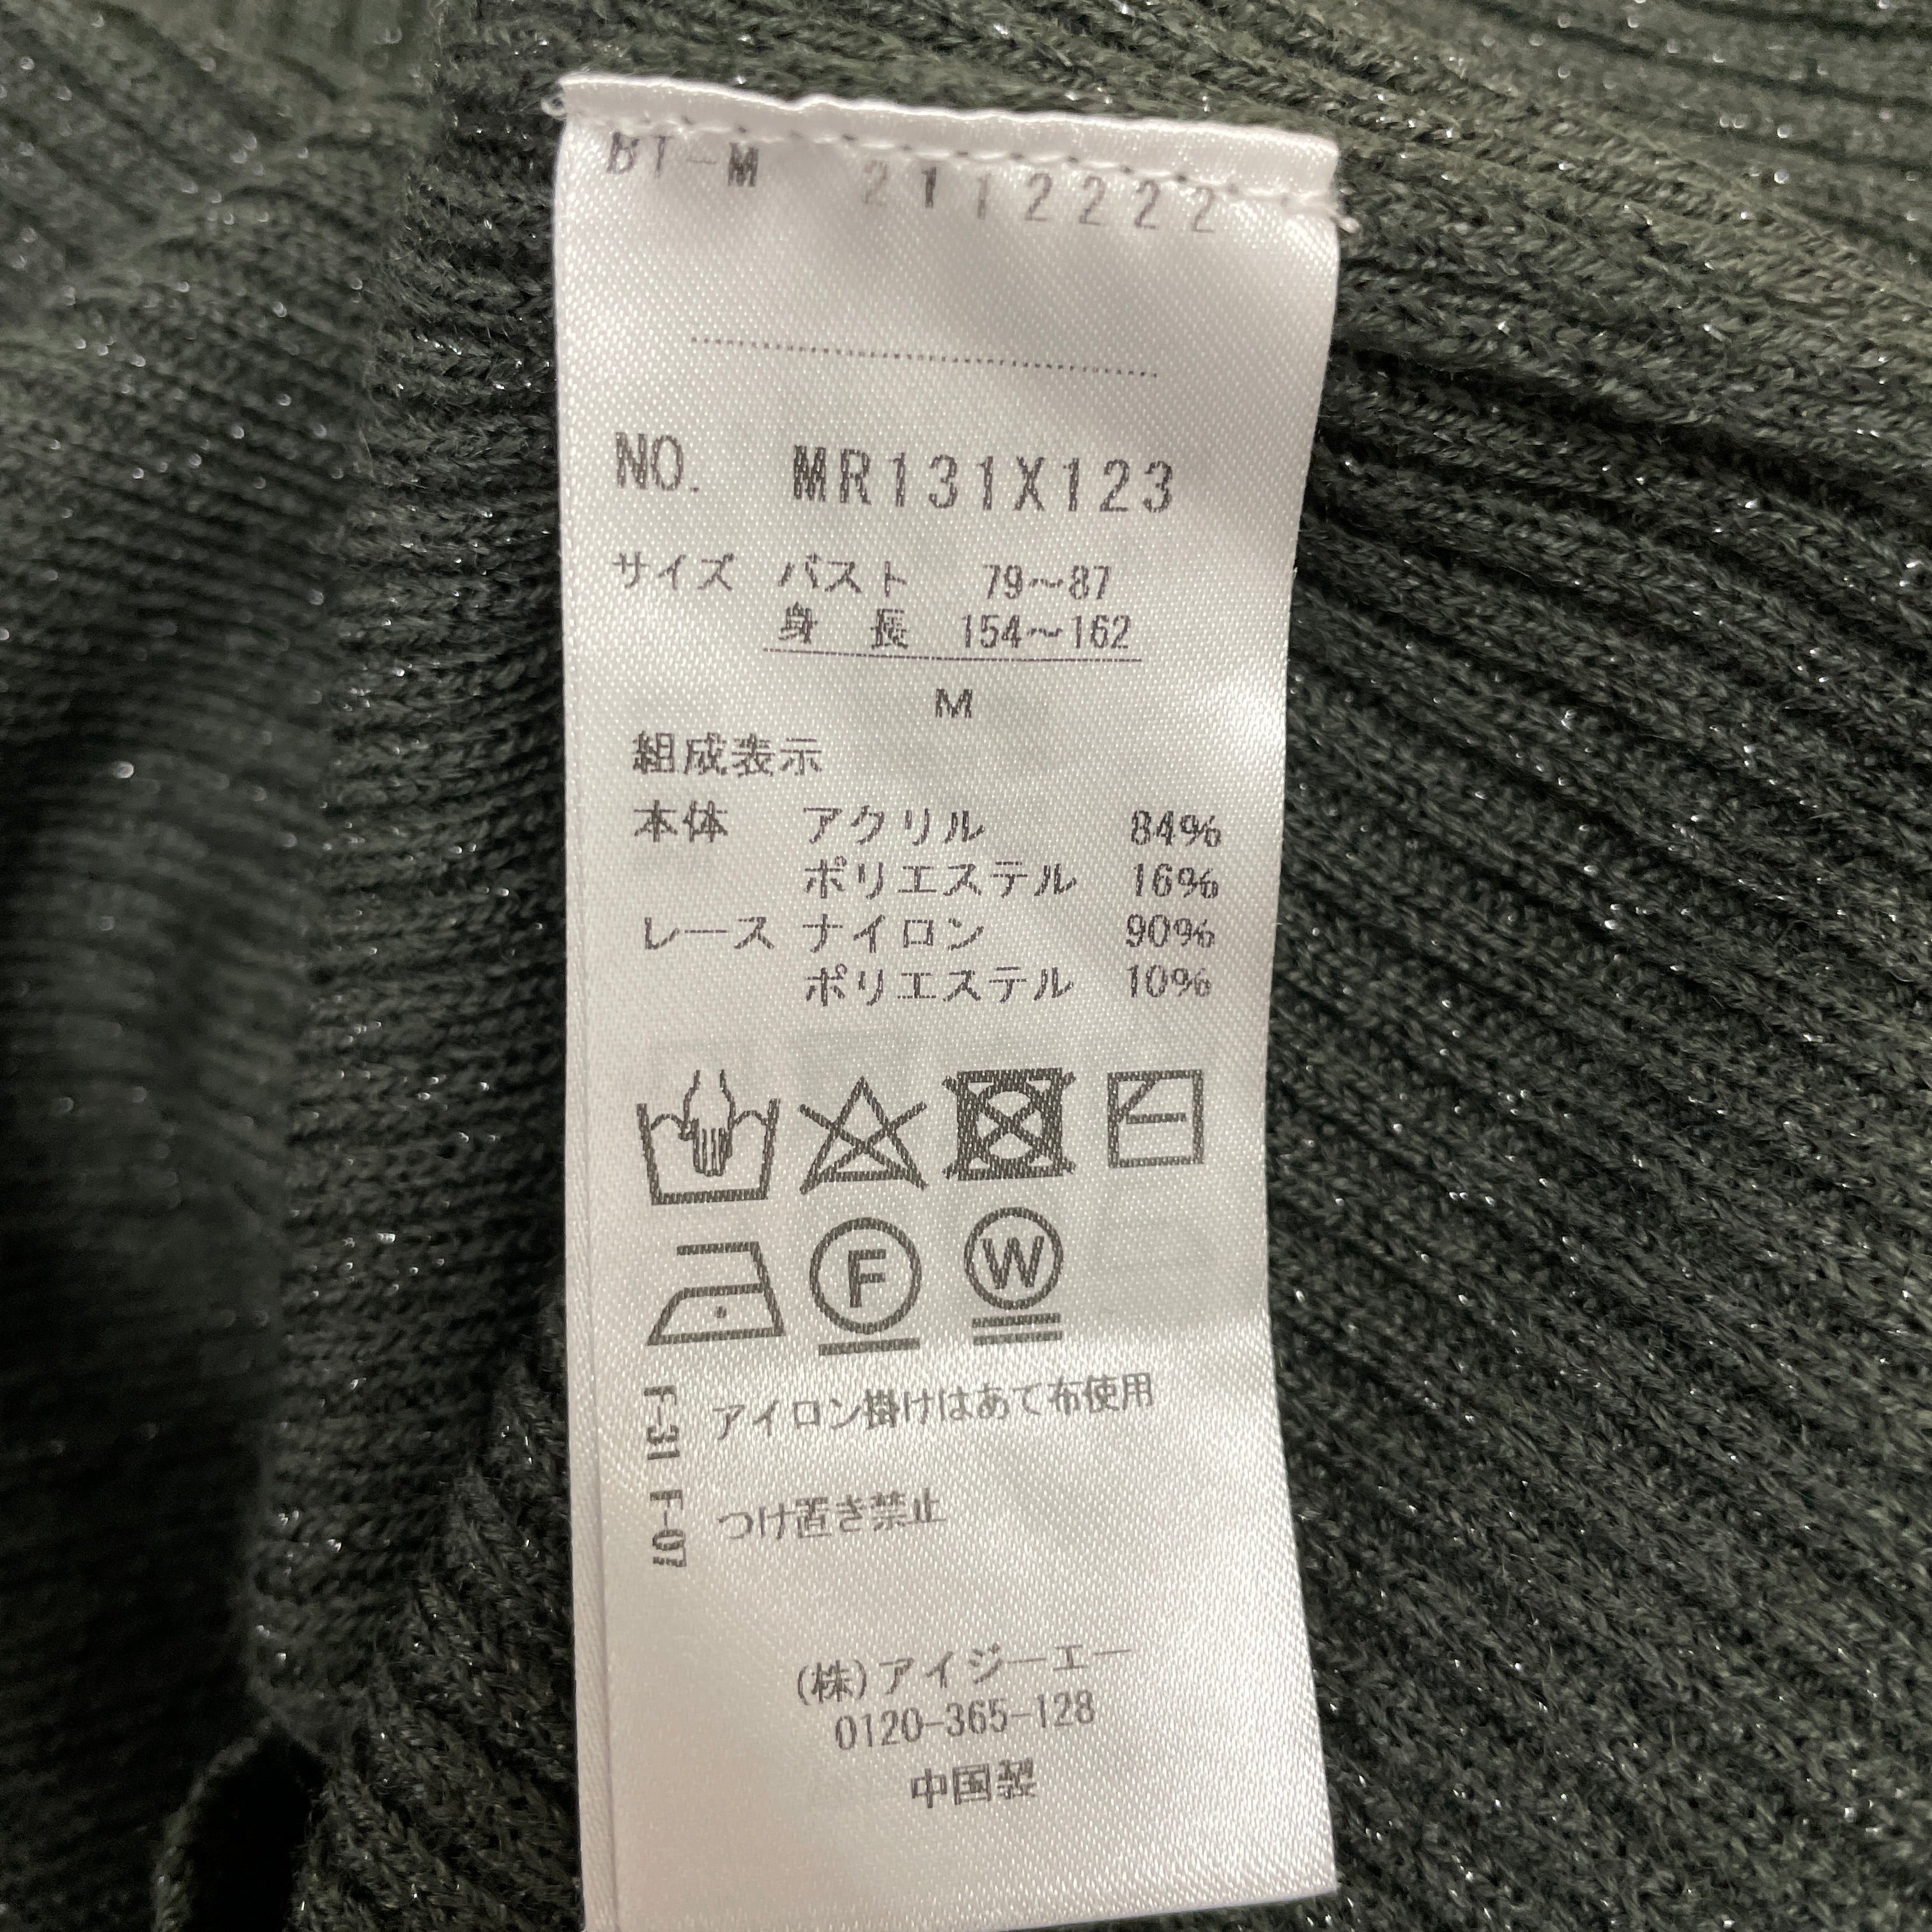 BT-M 2112222
NO. MR131X123
サイズ バスト 79〜87
身長 154〜162
M
組成表示
本体 アクリル 84%
ポリエステル 16%
レース ナイロン 90%
ポリエステル 10%
F W
アイロン掛けはあて布使用
つけ置き禁止
F-31 F-07
(株)アイジーエー
0120-365-128
中国製